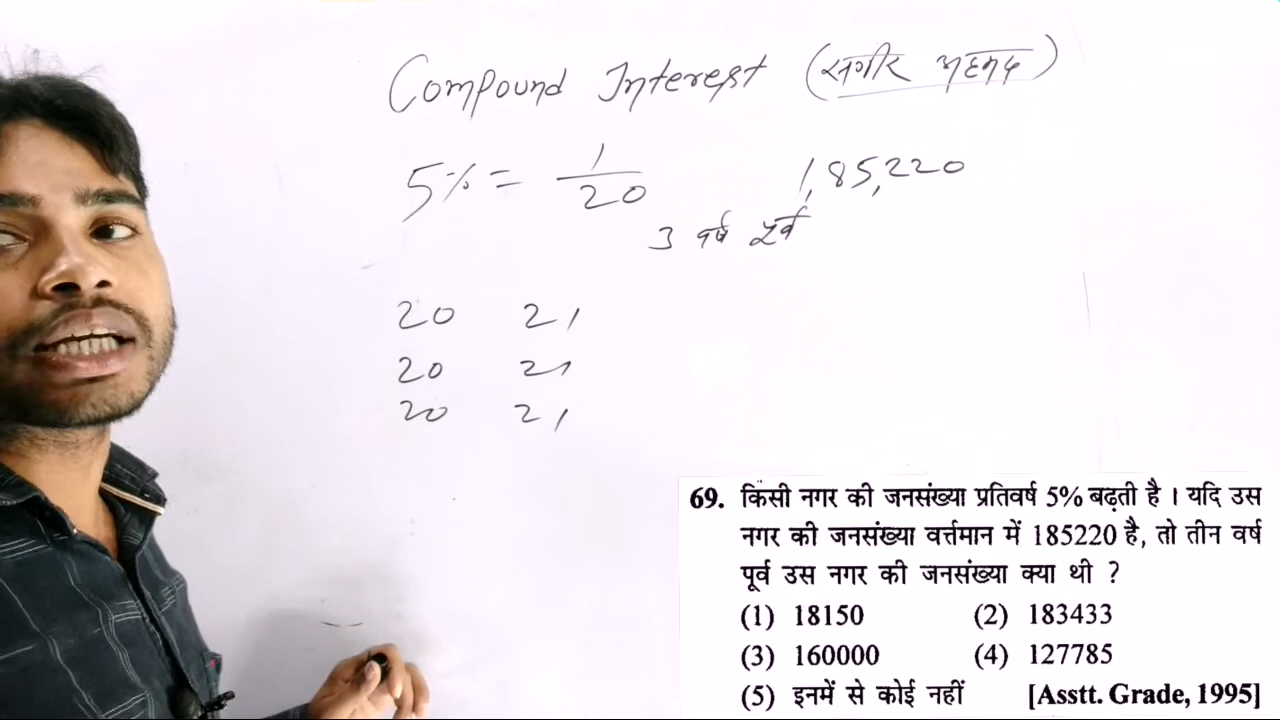 Compound Interest (सगीर अहमद)
5% = 1/20 1,85,220
3 वर्ष पूर्व
20 21
20 21
20 21
69. किसी नगर की जनसंख्या प्रतिवर्ष 5% बढ़ती है । यदि उस
नगर की जनसंख्या वर्त्तमान में 185220 है, तो तीन वर्ष
पूर्व उस नगर की जनसंख्या क्या थी ?
(1) 18150 (2) 183433
(3) 160000 (4) 127785
(5) इनमें से कोई नहीं [Asstt. Grade, 1995]